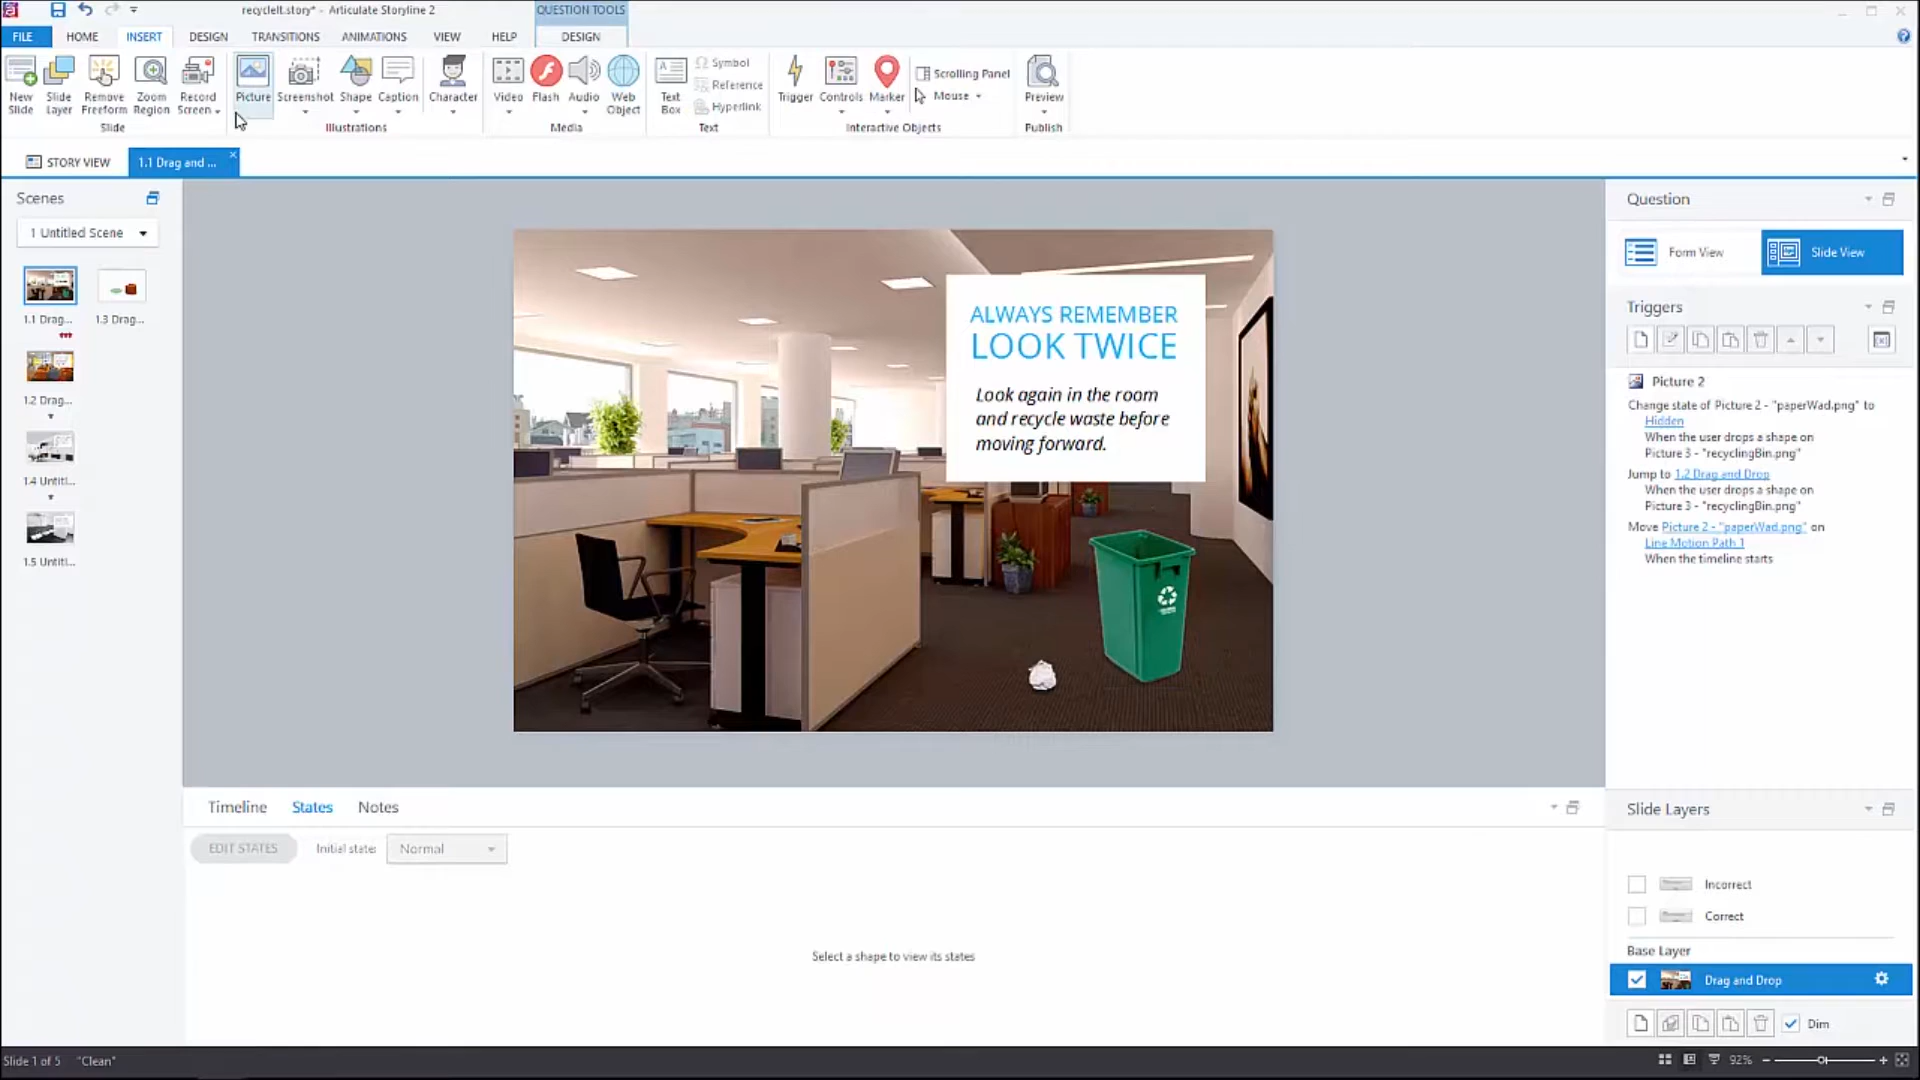 recycleIt.story* - Articulate Storyline 2
QUESTION TOOLS
FILE
HOME
INSERT
DESIGN
TRANSITIONS
ANIMATIONS
VIEW
HELP
DESIGN
New Slide
Slide Layer
Remove Freeform
Zoom Region
Record Screen
Slide
Picture
Screenshot
Shape
Caption
Character
Illustrations
Video
Flash
Audio
Web Object
Media
Text Box
Symbol
Reference
Hyperlink
Text
Trigger
Controls
Marker
Scrolling Panel
Mouse
Interactive Objects
Preview
Publish
STORY VIEW
1.1 Drag and ...
Scenes
1 Untitled Scene
1.1 Drag...
1.3 Drag...
1.2 Drag...
1.4 Untitl...
1.5 Untitl...
ALWAYS REMEMBER
LOOK TWICE
Look again in the room
and recycle waste before
moving forward.
Question
Form View
Slide View
Triggers
Picture 2
Change state of Picture 2 - "paperWad.png" to
Hidden
When the user drops a shape on
Picture 3 - "recyclingBin.png"
Jump to 1.2 Drag and Drop
When the user drops a shape on
Picture 3 - "recyclingBin.png"
Move Picture 2 - "paperWad.png" on
Line Motion Path 1
When the timeline starts
Timeline
States
Notes
EDIT STATES
Initial state:
Normal
Select a shape to view its states
Slide Layers
Incorrect
Correct
Base Layer
Drag and Drop
Dim
Slide 1 of 5
"Clean"
92%